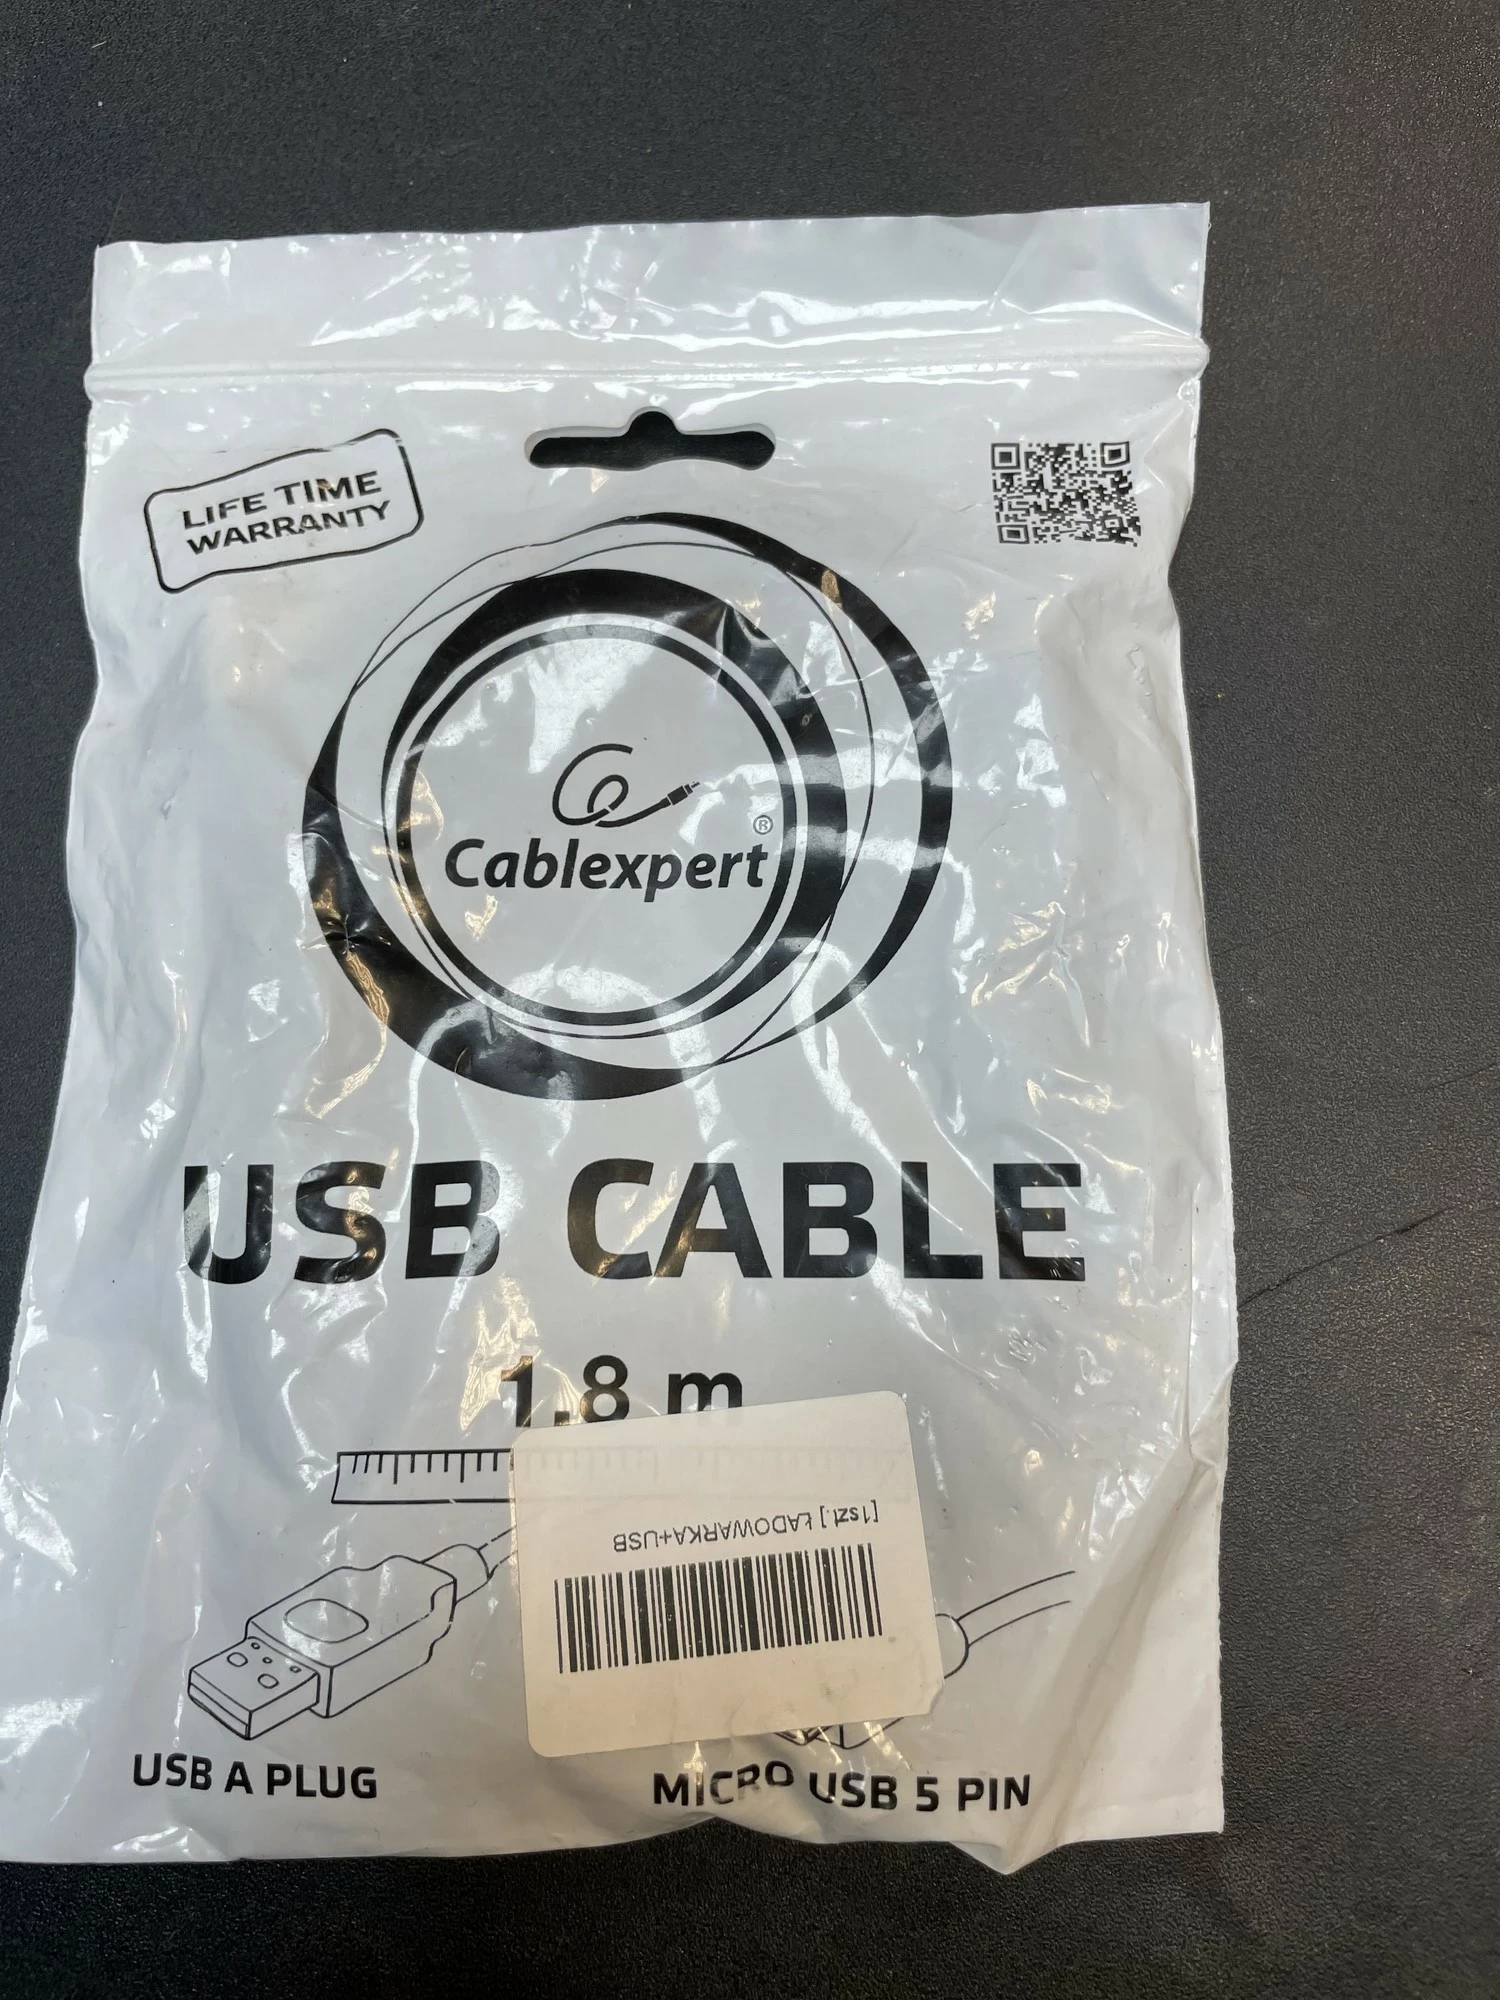 LIFE TIME
WARRANTY
Cablexpert®
USB CABLE
1.8 m
[1szt.] ŁADOWARKA+USB
USB A PLUG
MICRO USB 5 PIN